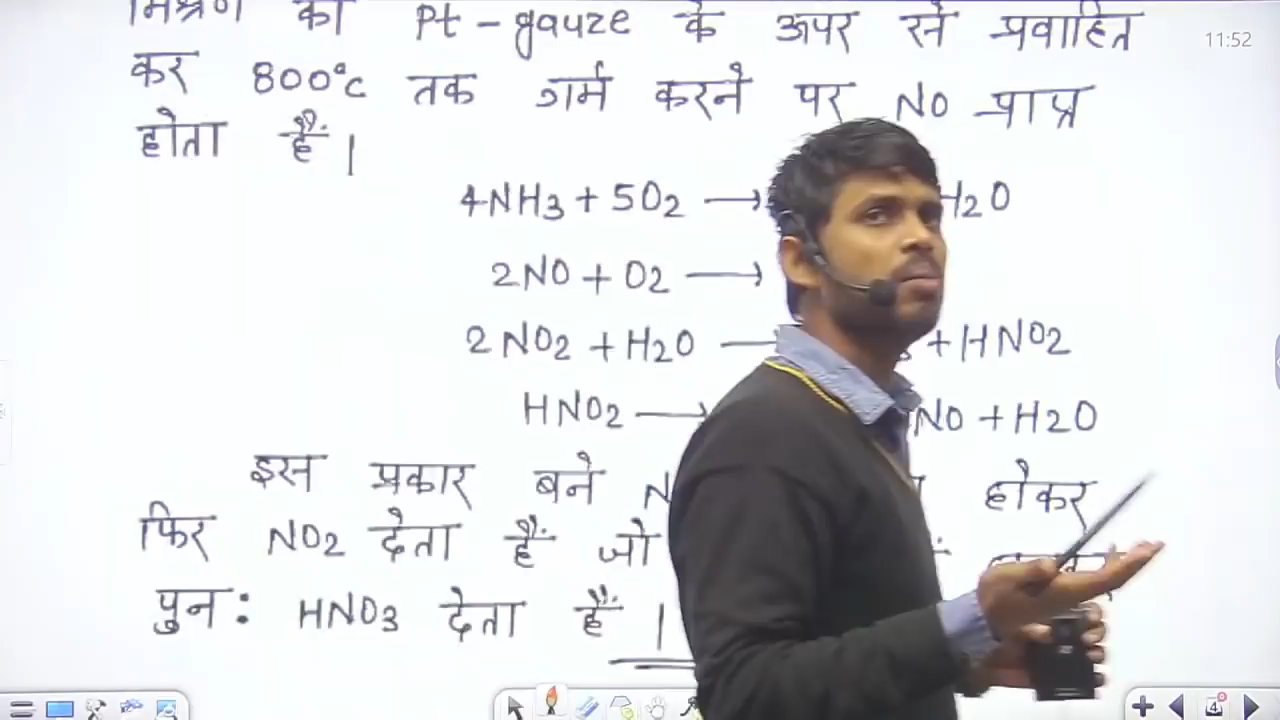 मिश्रण को Pt-gauze के ऊपर से प्रवाहित
11:52
कर 800°C तक गर्म करने पर NO प्राप्त
होता हैं।
4NH3 + 5O2 → H2O
2NO + O2 →
2NO2 + H2O → + HNO2
HNO2 → NO + H2O
इस प्रकार बने होकर
फिर NO2 देता हैं जो
पुन: HNO3 देता हैं।
4